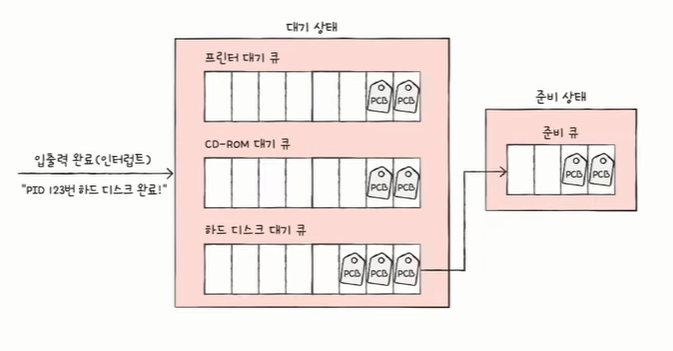 대기 상태
프린터 대기 큐
PCB PCB
준비 상태
준비 큐
PCB PCB
입출력 완료(인터럽트)
"PID 123번 하드 디스크 완료!"
CD-ROM 대기 큐
PCB PCB
하드 디스크 대기 큐
PCB PCB PCB